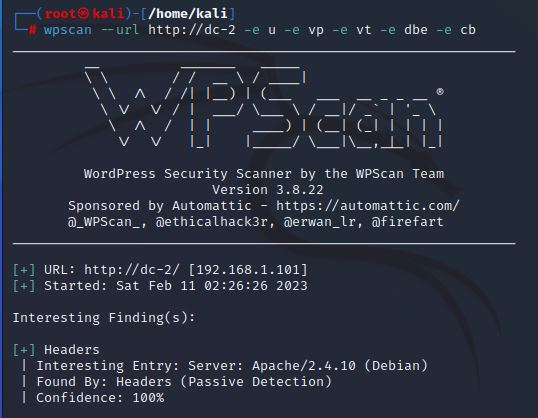 ┌──(root㉿kali)-[/home/kali]
└─# wpscan --url http://dc-2 -e u -e vp -e vt -e dbe -e cb
WPScan ®
WordPress Security Scanner by the WPScan Team
Version 3.8.22
Sponsored by Automattic - https://automattic.com/
@_WPScan_, @ethicalhack3r, @erwan_lr, @firefart
[+] URL: http://dc-2/ [192.168.1.101]
[+] Started: Sat Feb 11 02:26:26 2023
Interesting Finding(s):
[+] Headers
| Interesting Entry: Server: Apache/2.4.10 (Debian)
| Found By: Headers (Passive Detection)
| Confidence: 100%